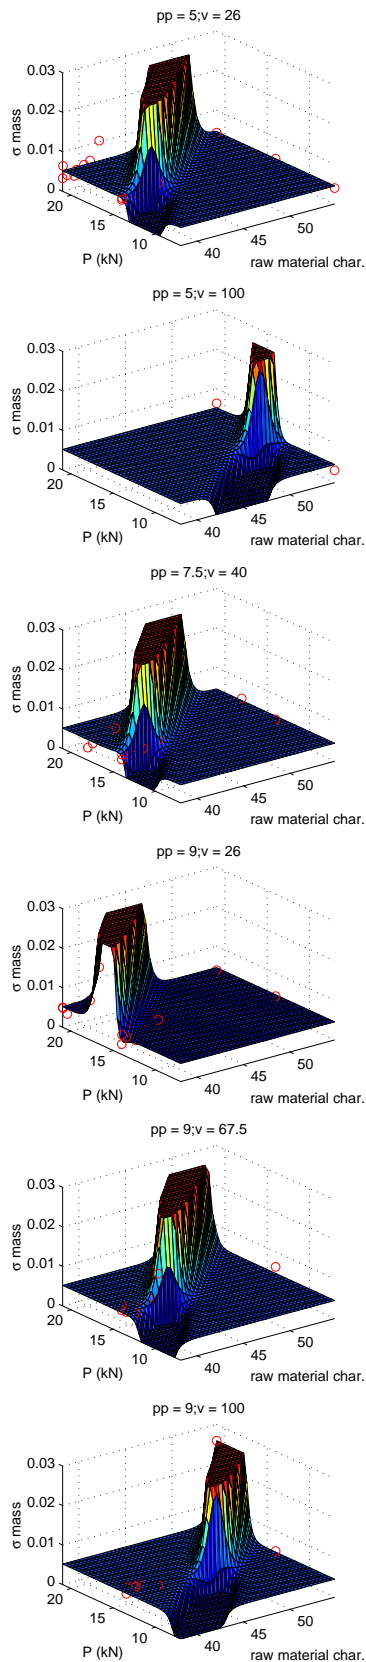 pp = 5;v = 26
0.03
0.02
0.01
0
σ mass
20
15
10
P (kN)
40
45
50
raw material char.
pp = 5;v = 100
0.03
0.02
0.01
0
σ mass
20
15
10
P (kN)
40
45
50
raw material char.
pp = 7.5;v = 40
0.03
0.02
0.01
0
σ mass
20
15
10
P (kN)
40
45
50
raw material char.
pp = 9;v = 26
0.03
0.02
0.01
0
σ mass
20
15
10
P (kN)
40
45
50
raw material char.
pp = 9;v = 67.5
0.03
0.02
0.01
0
σ mass
20
15
10
P (kN)
40
45
50
raw material char.
pp = 9;v = 100
0.03
0.02
0.01
0
σ mass
20
15
10
P (kN)
40
45
50
raw material char.